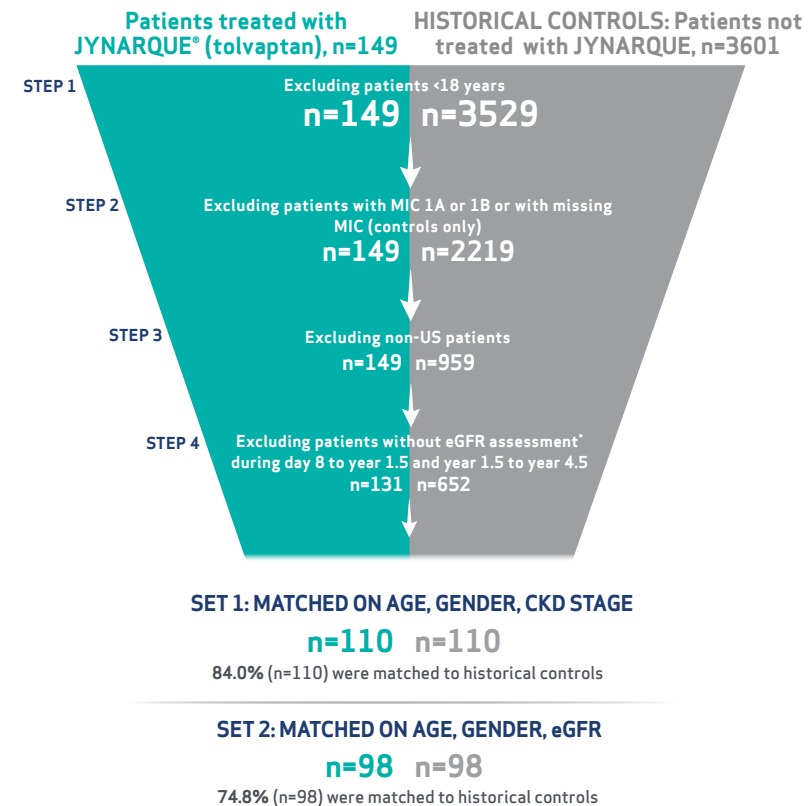 Patients treated with
JYNARQUE® (tolvaptan), n=149
HISTORICAL CONTROLS: Patients not
treated with JYNARQUE, n=3601
STEP 1
Excluding patients <18 years
n=149 n=3529
STEP 2
Excluding patients with MIC 1A or 1B or with missing
MIC (controls only)
n=149 n=2219
STEP 3
Excluding non-US patients
n=149 n=959
STEP 4
Excluding patients without eGFR assessment*
during day 8 to year 1.5 and year 1.5 to year 4.5
n=131 n=652
SET 1: MATCHED ON AGE, GENDER, CKD STAGE
n=110 n=110
84.0% (n=110) were matched to historical controls
SET 2: MATCHED ON AGE, GENDER, eGFR
n=98 n=98
74.8% (n=98) were matched to historical controls